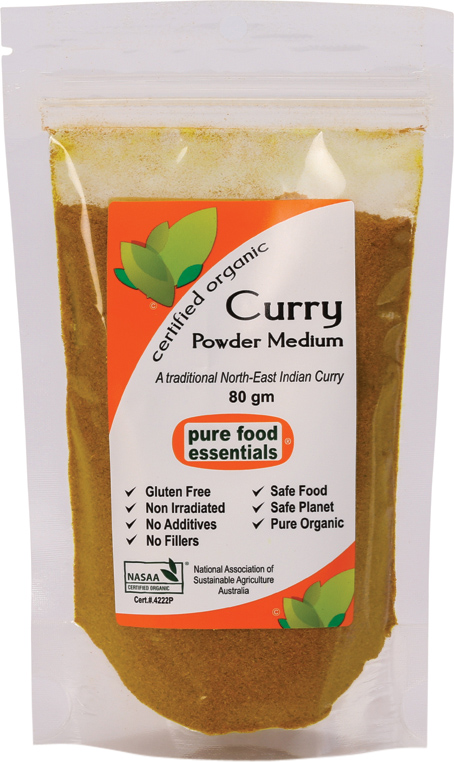 certified organic
Curry
Powder Medium
A traditional North-East Indian Curry
80 gm
pure food
essentials
®
✓ Gluten Free
✓ Non Irradiated
✓ No Additives
✓ No Fillers
✓ Safe Food
✓ Safe Planet
✓ Pure Organic
NASAA
CERTIFIED ORGANIC
®
Cert.#.4222P
National Association of
Sustainable Agriculture
Australia
©
©